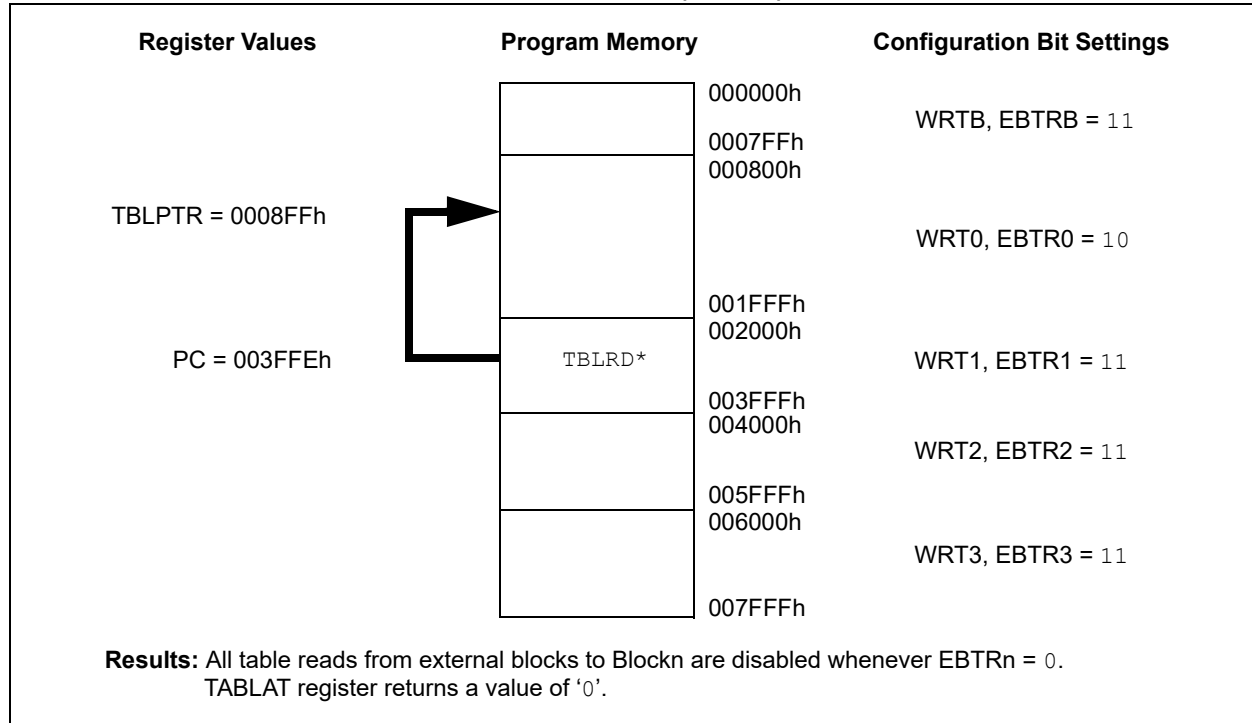 Register Values Program Memory Configuration Bit Settings
000000h
WRTB, EBTRB = 11
0007FFh
000800h
TBLPTR = 0008FFh
WRT0, EBTR0 = 10
001FFFh
002000h
PC = 003FFEh TBLRD* WRT1, EBTR1 = 11
003FFFh
004000h
WRT2, EBTR2 = 11
005FFFh
006000h
WRT3, EBTR3 = 11
007FFFh
Results: All table reads from external blocks to Blockn are disabled whenever EBTRn = 0.
TABLAT register returns a value of ‘0’.